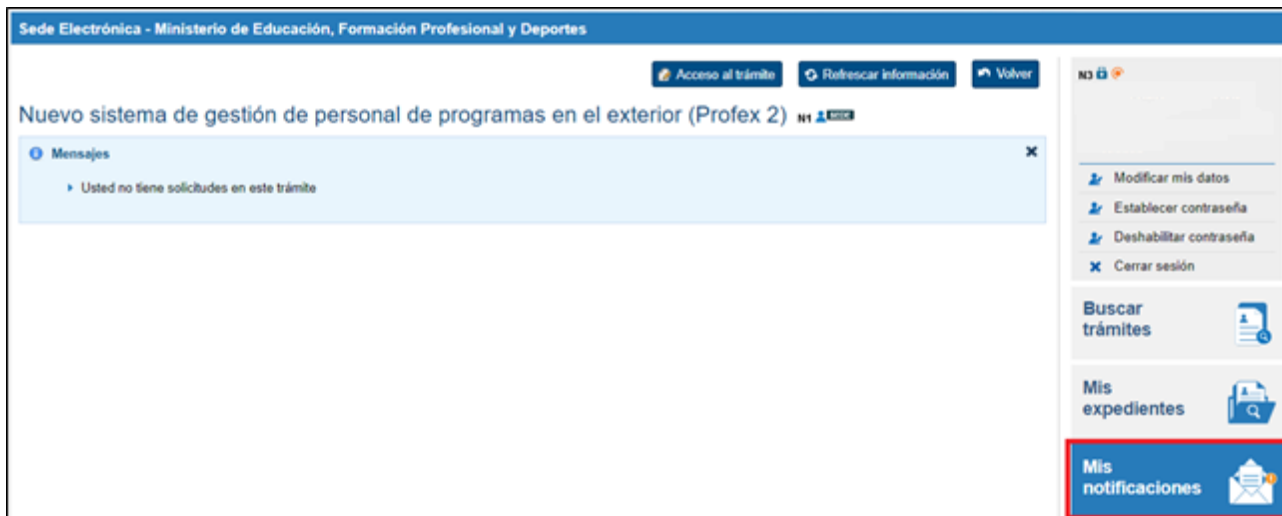 Sede Electrónica - Ministerio de Educación, Formación Profesional y Deportes
Acceso al trámite
Refrescar información
Volver
Nuevo sistema de gestión de personal de programas en el exterior (Profex 2) N1
Mensajes
Usted no tiene solicitudes en este trámite
N3
Modificar mis datos
Establecer contraseña
Deshabilitar contraseña
Cerrar sesión
Buscar
trámites
Mis
expedientes
Mis
notificaciones